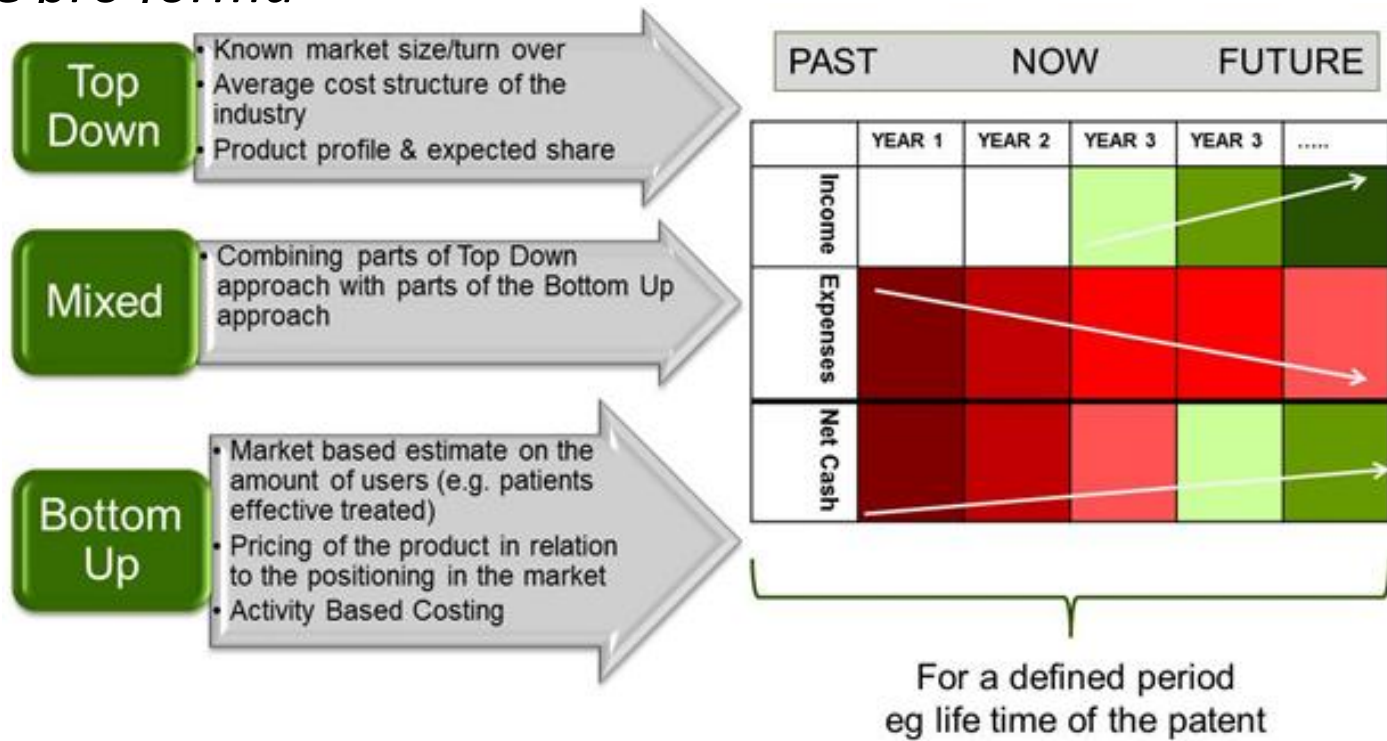 Top
Down
• Known market size/turn over
• Average cost structure of the
industry
• Product profile & expected share
Mixed
• Combining parts of Top Down
approach with parts of the Bottom Up
approach
Bottom
Up
• Market based estimate on the
amount of users (e.g. patients
effective treated)
• Pricing of the product in relation
to the positioning in the market
• Activity Based Costing
PAST NOW FUTURE
YEAR 1 YEAR 2 YEAR 3 YEAR 3 .....
Income
Expenses
Net Cash
For a defined period
eg life time of the patent